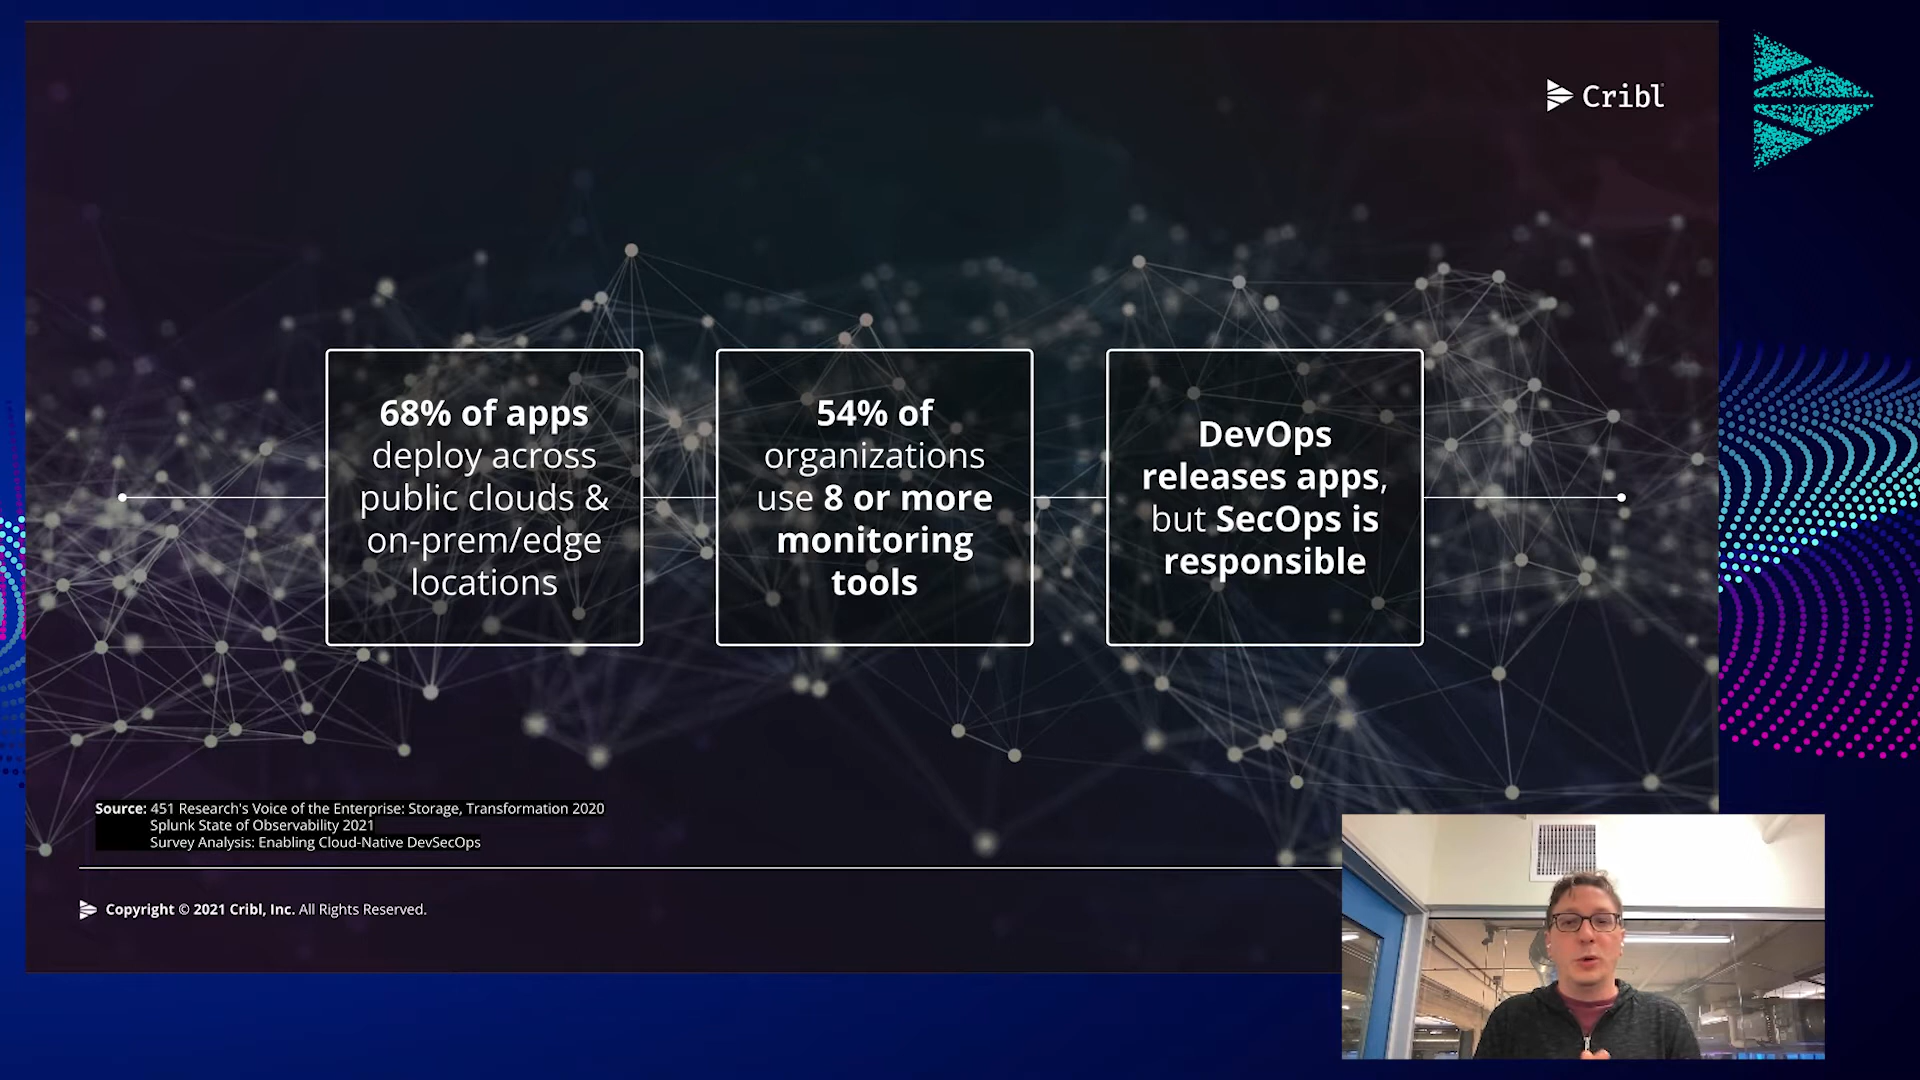 Cribl
68% of apps
deploy across
public clouds &
on-prem/edge
locations
54% of
organizations
use 8 or more
monitoring
tools
DevOps
releases apps,
but SecOps is
responsible
Source: 451 Research's Voice of the Enterprise: Storage, Transformation 2020
Splunk State of Observability 2021
Survey Analysis: Enabling Cloud-Native DevSecOps
Copyright © 2021 Cribl, Inc. All Rights Reserved.